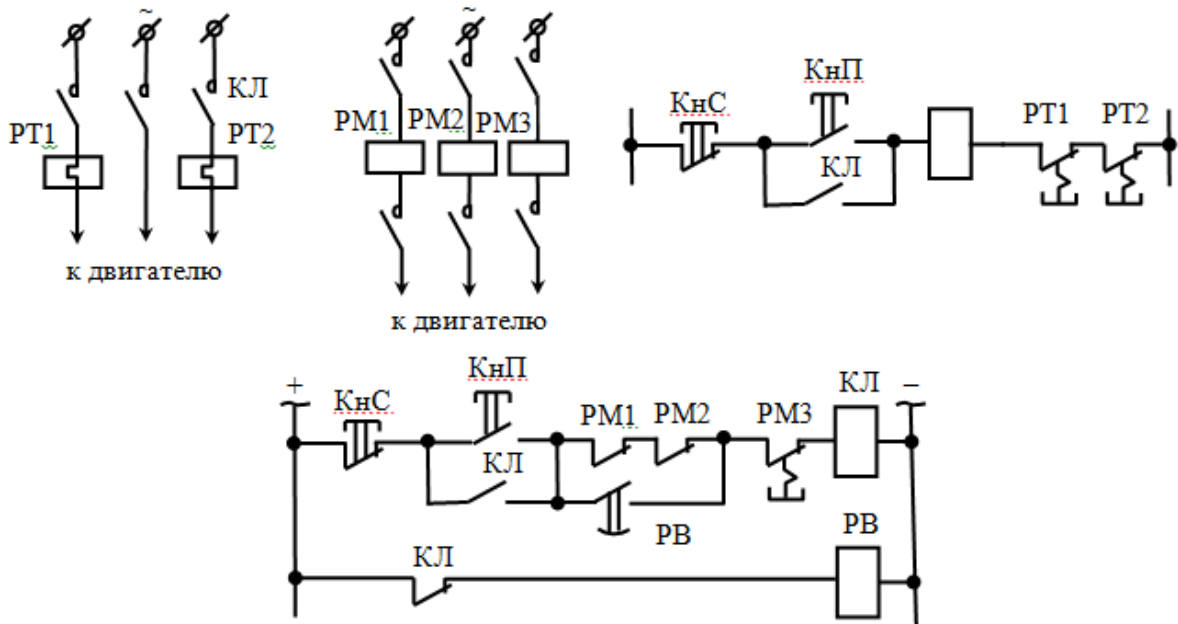 ~
КЛ
РТ1
РТ2
к двигателю
~
РМ1
РМ2
РМ3
к двигателю
КнС
КнП
КЛ
РТ1
РТ2
+
КнС
КнП
КЛ
РМ1
РМ2
РМ3
КЛ
–
РВ
КЛ
РВ